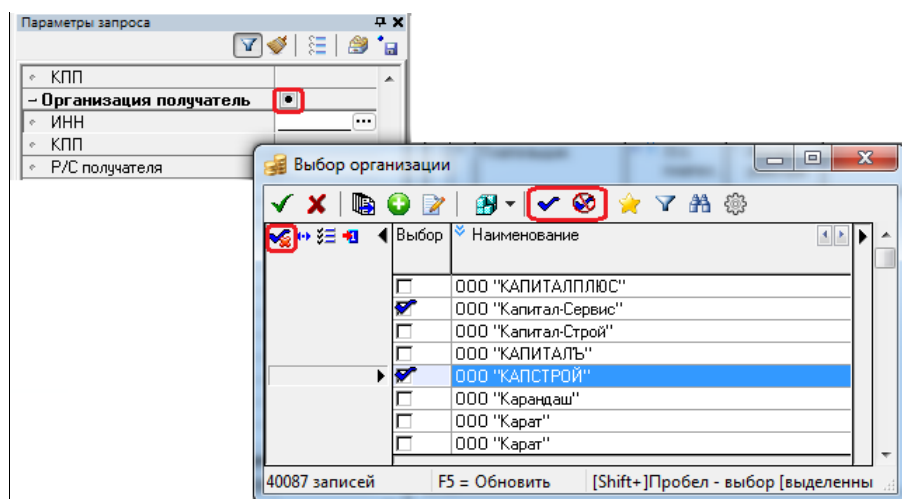 Параметры запроса
КПП
Организация получатель
ИНН
КПП
Р/С получателя
Выбор организации
Выбор Наименование
ООО "КАПИТАЛПЛЮС"
ООО "Капитал-Сервис"
ООО "Капитал-Строй"
ООО "КАПИТАЛЪ"
ООО "КАПСТРОЙ"
ООО "Карандаш"
ООО "Карат"
ООО "Карат"
40087 записей F5 = Обновить [Shift+]Пробел - выбор [выделенны